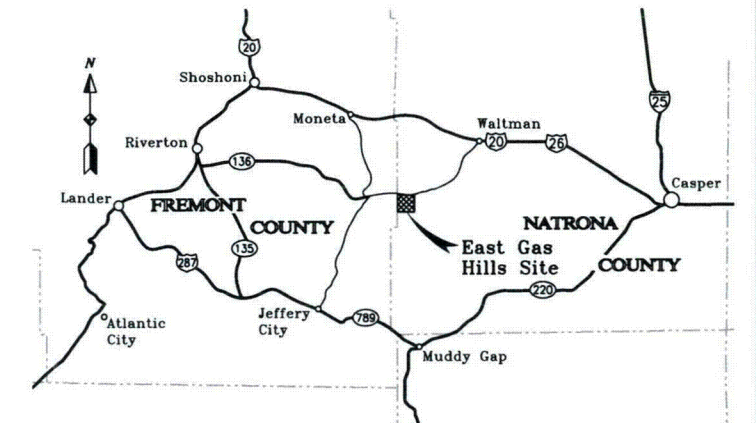 20
N
Shoshoni
25
Moneta
Waltman
20
26
Riverton
136
Casper
Lander
FREMONT
COUNTY
NATRONA
COUNTY
135
East Gas
Hills Site
287
220
Jeffery
City
789
Atlantic
City
Muddy Gap